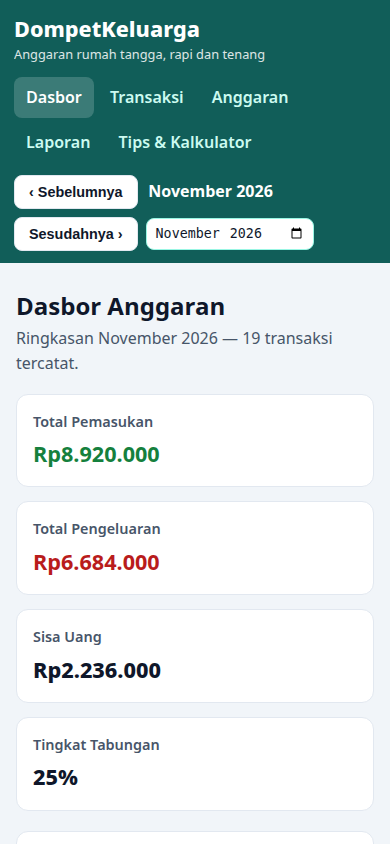 DompetKeluarga
Anggaran rumah tangga, rapi dan tenang
Dasbor Transaksi Anggaran
Laporan Tips & Kalkulator
‹ Sebelumnya November 2026
Sesudahnya › November 2026
Dasbor Anggaran
Ringkasan November 2026 — 19 transaksi
tercatat.
Total Pemasukan
Rp8.920.000
Total Pengeluaran
Rp6.684.000
Sisa Uang
Rp2.236.000
Tingkat Tabungan
25%